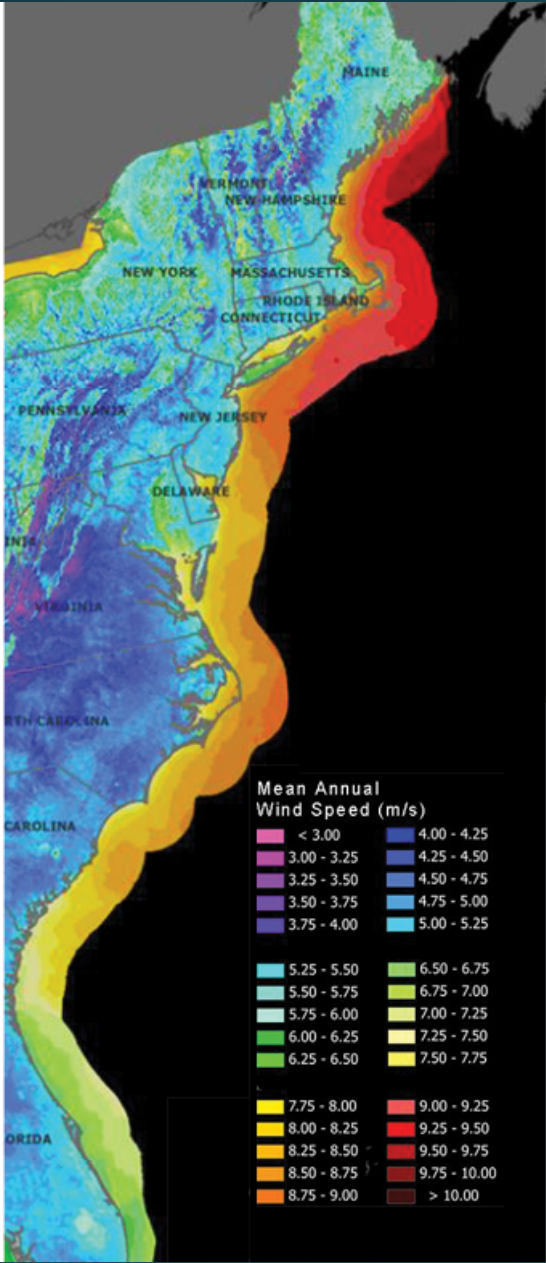 MAINE
VERMONT
NEW HAMPSHIRE
NEW YORK
MASSACHUSETTS
RHODE ISLAND
CONNECTICUT
PENNSYLVANIA
NEW JERSEY
DELAWARE
INIA
VIRGINIA
RTH CAROLINA
CAROLINA
ORIDA
Mean Annual
Wind Speed (m/s)
< 3.00
3.00 - 3.25
3.25 - 3.50
3.50 - 3.75
3.75 - 4.00
4.00 - 4.25
4.25 - 4.50
4.50 - 4.75
4.75 - 5.00
5.00 - 5.25
5.25 - 5.50
5.50 - 5.75
5.75 - 6.00
6.00 - 6.25
6.25 - 6.50
6.50 - 6.75
6.75 - 7.00
7.00 - 7.25
7.25 - 7.50
7.50 - 7.75
7.75 - 8.00
8.00 - 8.25
8.25 - 8.50
8.50 - 8.75
8.75 - 9.00
9.00 - 9.25
9.25 - 9.50
9.50 - 9.75
9.75 - 10.00
> 10.00